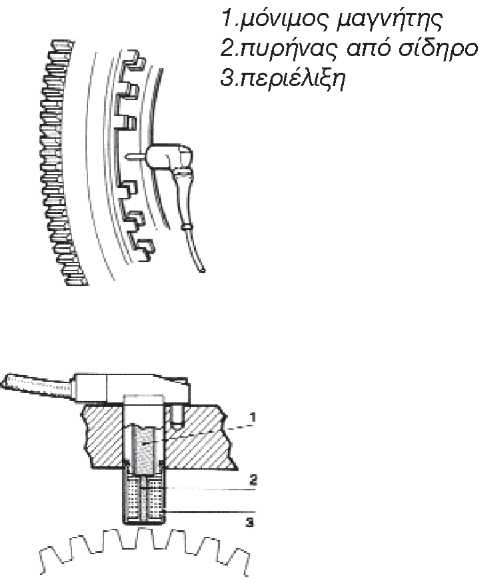 1.μόνιμος μαγνήτης
2.πυρήνας από σίδηρο
3.περιέλιξη
1
2
3